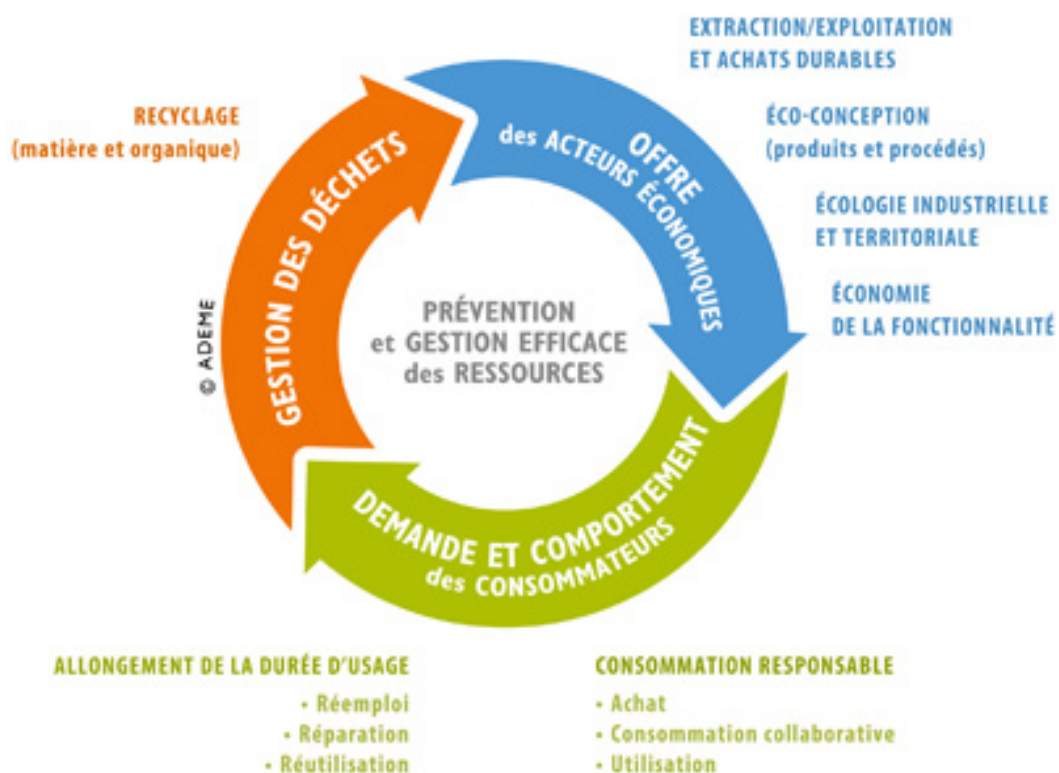 EXTRACTION/EXPLOITATION
ET ACHATS DURABLES
RECYCLAGE
(matière et organique)
ÉCO-CONCEPTION
(produits et procédés)
ÉCOLOGIE INDUSTRIELLE
ET TERRITORIALE
ÉCONOMIE
DE LA FONCTIONNALITÉ
OFFRE
des ACTEURS ÉCONOMIQUES
GESTION DES DÉCHETS
PRÉVENTION
et GESTION EFFICACE
des RESSOURCES
© ADEME
DEMANDE ET COMPORTEMENT
des CONSOMMATEURS
ALLONGEMENT DE LA DURÉE D'USAGE
• Réemploi
• Réparation
• Réutilisation
CONSOMMATION RESPONSABLE
• Achat
• Consommation collaborative
• Utilisation